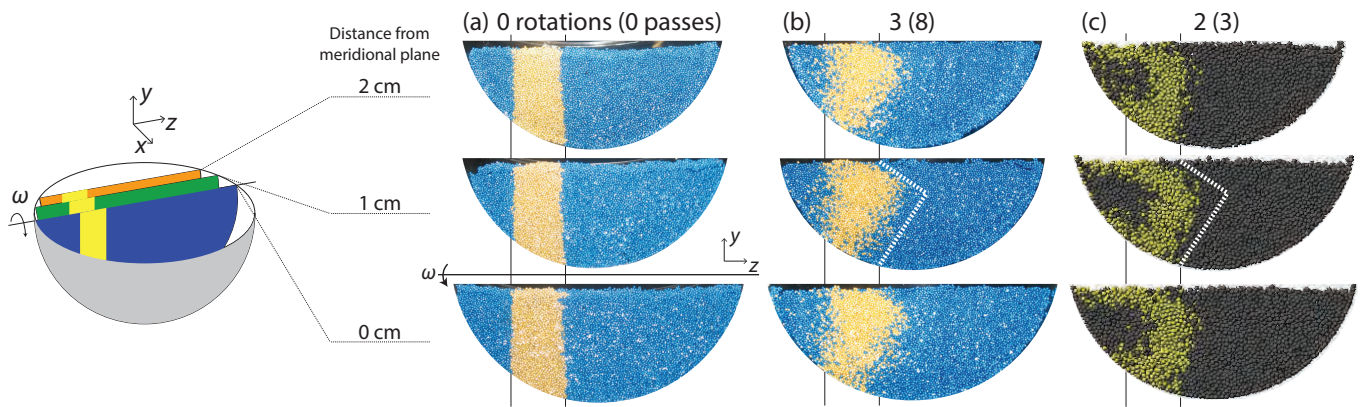 (a) 0 rotations (0 passes)
(b) 3 (8)
(c) 2 (3)
Distance from
meridional plane
2 cm
1 cm
0 cm
y
z
x
ω
y
z
ω